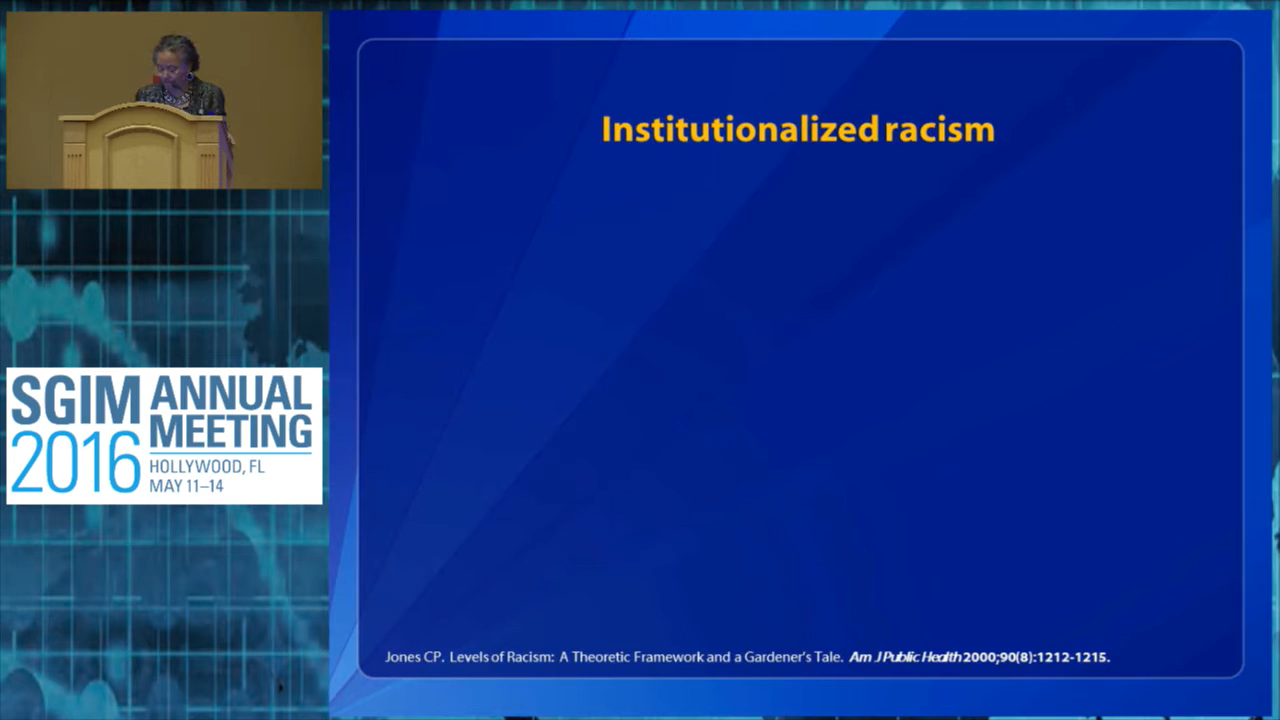 Institutionalized racism
SGIM ANNUAL
2016 MEETING
HOLLYWOOD, FL
MAY 11–14
Jones CP. Levels of Racism: A Theoretic Framework and a Gardener's Tale. Am J Public Health 2000;90(8):1212-1215.